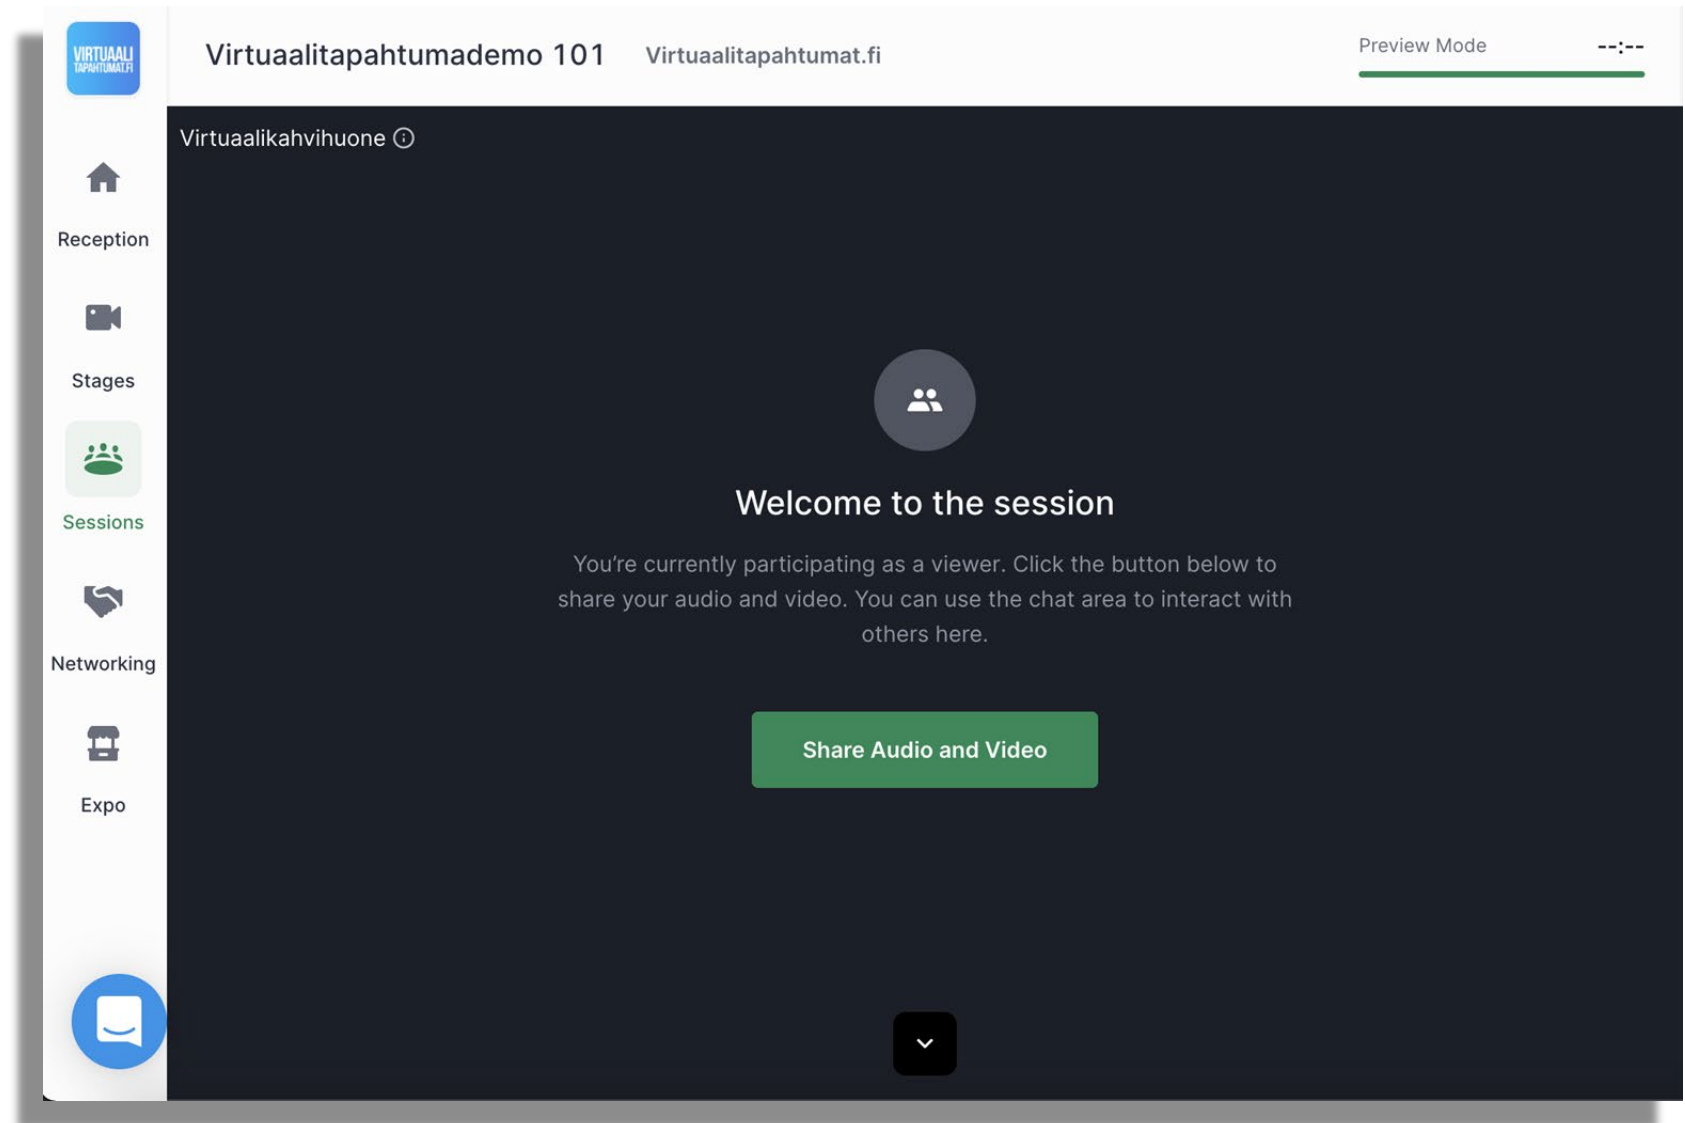 VIRTUAALI
TAPAHTUMAT.FI
Virtuaalitapahtumademo 101
Virtuaalitapahtumat.fi
Preview Mode
--:--
Virtuaalikahvihuone
Reception
Stages
Sessions
Networking
Expo
Welcome to the session
You're currently participating as a viewer. Click the button below to
share your audio and video. You can use the chat area to interact with
others here.
Share Audio and Video